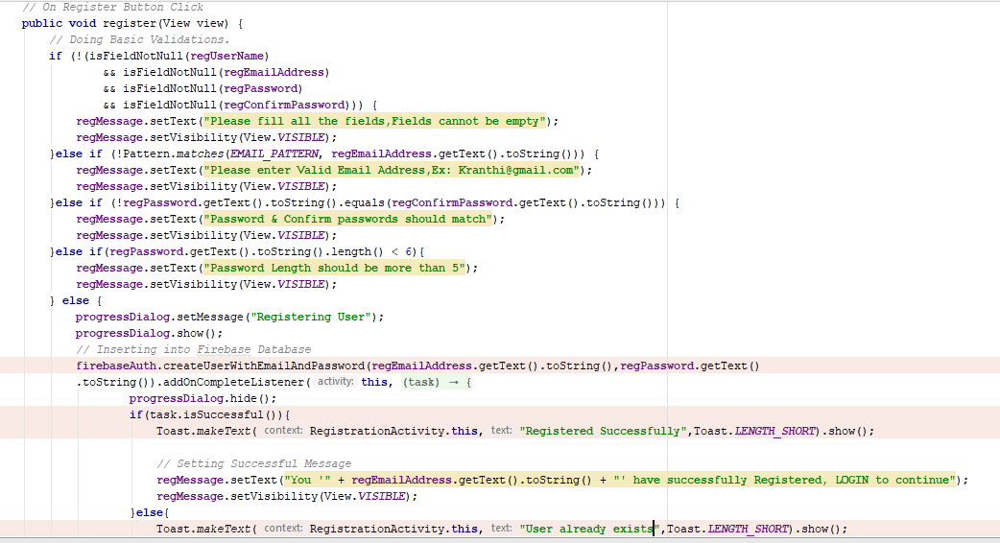 // On Register Button Click
public void register(View view) {
// Doing Basic Validations.
if (!(isFieldNotNull(regUserName)
&& isFieldNotNull(regEmailAddress)
&& isFieldNotNull(regPassword)
&& isFieldNotNull(regConfirmPassword))) {
regMessage.setText("Please fill all the fields,Fields cannot be empty");
regMessage.setVisibility(View.VISIBLE);
}else if (!Pattern.matches(EMAIL_PATTERN, regEmailAddress.getText().toString())) {
regMessage.setText("Please enter Valid Email Address,Ex: Kranthi@gmail.com");
regMessage.setVisibility(View.VISIBLE);
}else if (!regPassword.getText().toString().equals(regConfirmPassword.getText().toString())) {
regMessage.setText("Password & Confirm passwords should match");
regMessage.setVisibility(View.VISIBLE);
}else if(regPassword.getText().toString().length() < 6){
regMessage.setText("Password Length should be more than 5");
regMessage.setVisibility(View.VISIBLE);
} else {
progressDialog.setMessage("Registering User");
progressDialog.show();
// Inserting into Firebase Database
firebaseAuth.createUserWithEmailAndPassword(regEmailAddress.getText().toString(),regPassword.getText()
.toString()).addOnCompleteListener( activity: this, (task) → {
progressDialog.hide();
if(task.isSuccessful()){
Toast.makeText( context: RegistrationActivity.this, text: "Registered Successfully",Toast.LENGTH_SHORT).show();
// Setting Successful Message
regMessage.setText("You '" + regEmailAddress.getText().toString() + "' have successfully Registered, LOGIN to continue");
regMessage.setVisibility(View.VISIBLE);
}else{
Toast.makeText( context: RegistrationActivity.this, text: "User already exists",Toast.LENGTH_SHORT).show();